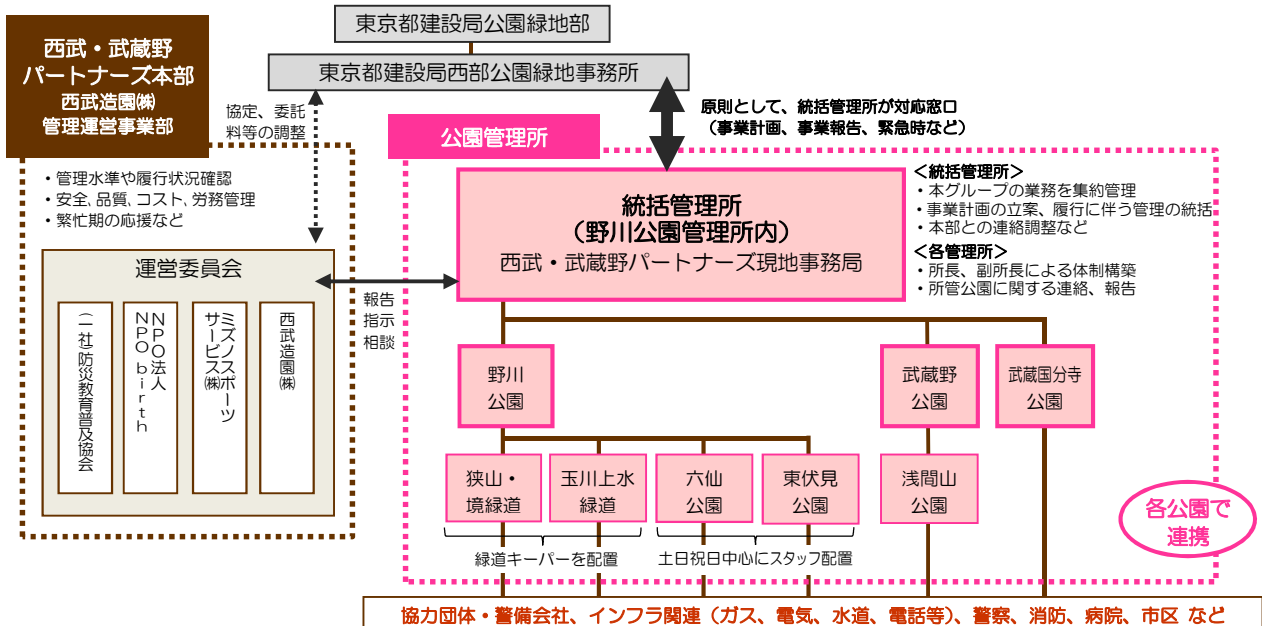 東京都建設局公園緑地部
東京都建設局西部公園緑地事務所
西武・武蔵野
パートナーズ本部
西武造園㈱
管理運営事業部
協定、委託
料等の調整
原則として、統括管理所が対応窓口
（事業計画、事業報告、緊急時など）
公園管理所
・管理水準や履行状況確認
・安全、品質、コスト、労務管理
・繁忙期の応援など
統括管理所
（野川公園管理所内）
西武・武蔵野パートナーズ現地事務局
＜統括管理所＞
・本グループの業務を集約管理
・事業計画の立案、履行に伴う管理の統括
・本部との連絡調整など
＜各管理所＞
・所長、副所長による体制構築
・所管公園に関する連絡、報告
運営委員会
（一社）防災教育普及協会
NPO法人
NPO birth
ミズノスポーツ
サービス㈱
西武造園㈱
報告
指示
相談
野川
公園
武蔵野
公園
武蔵国分寺
公園
狭山・
境緑道
玉川上水
緑道
六仙
公園
東伏見
公園
浅間山
公園
各公園で
連携
緑道キーパーを配置
土日祝日中心にスタッフ配置
協力団体・警備会社、インフラ関連（ガス、電気、水道、電話等）、警察、消防、病院、市区 など